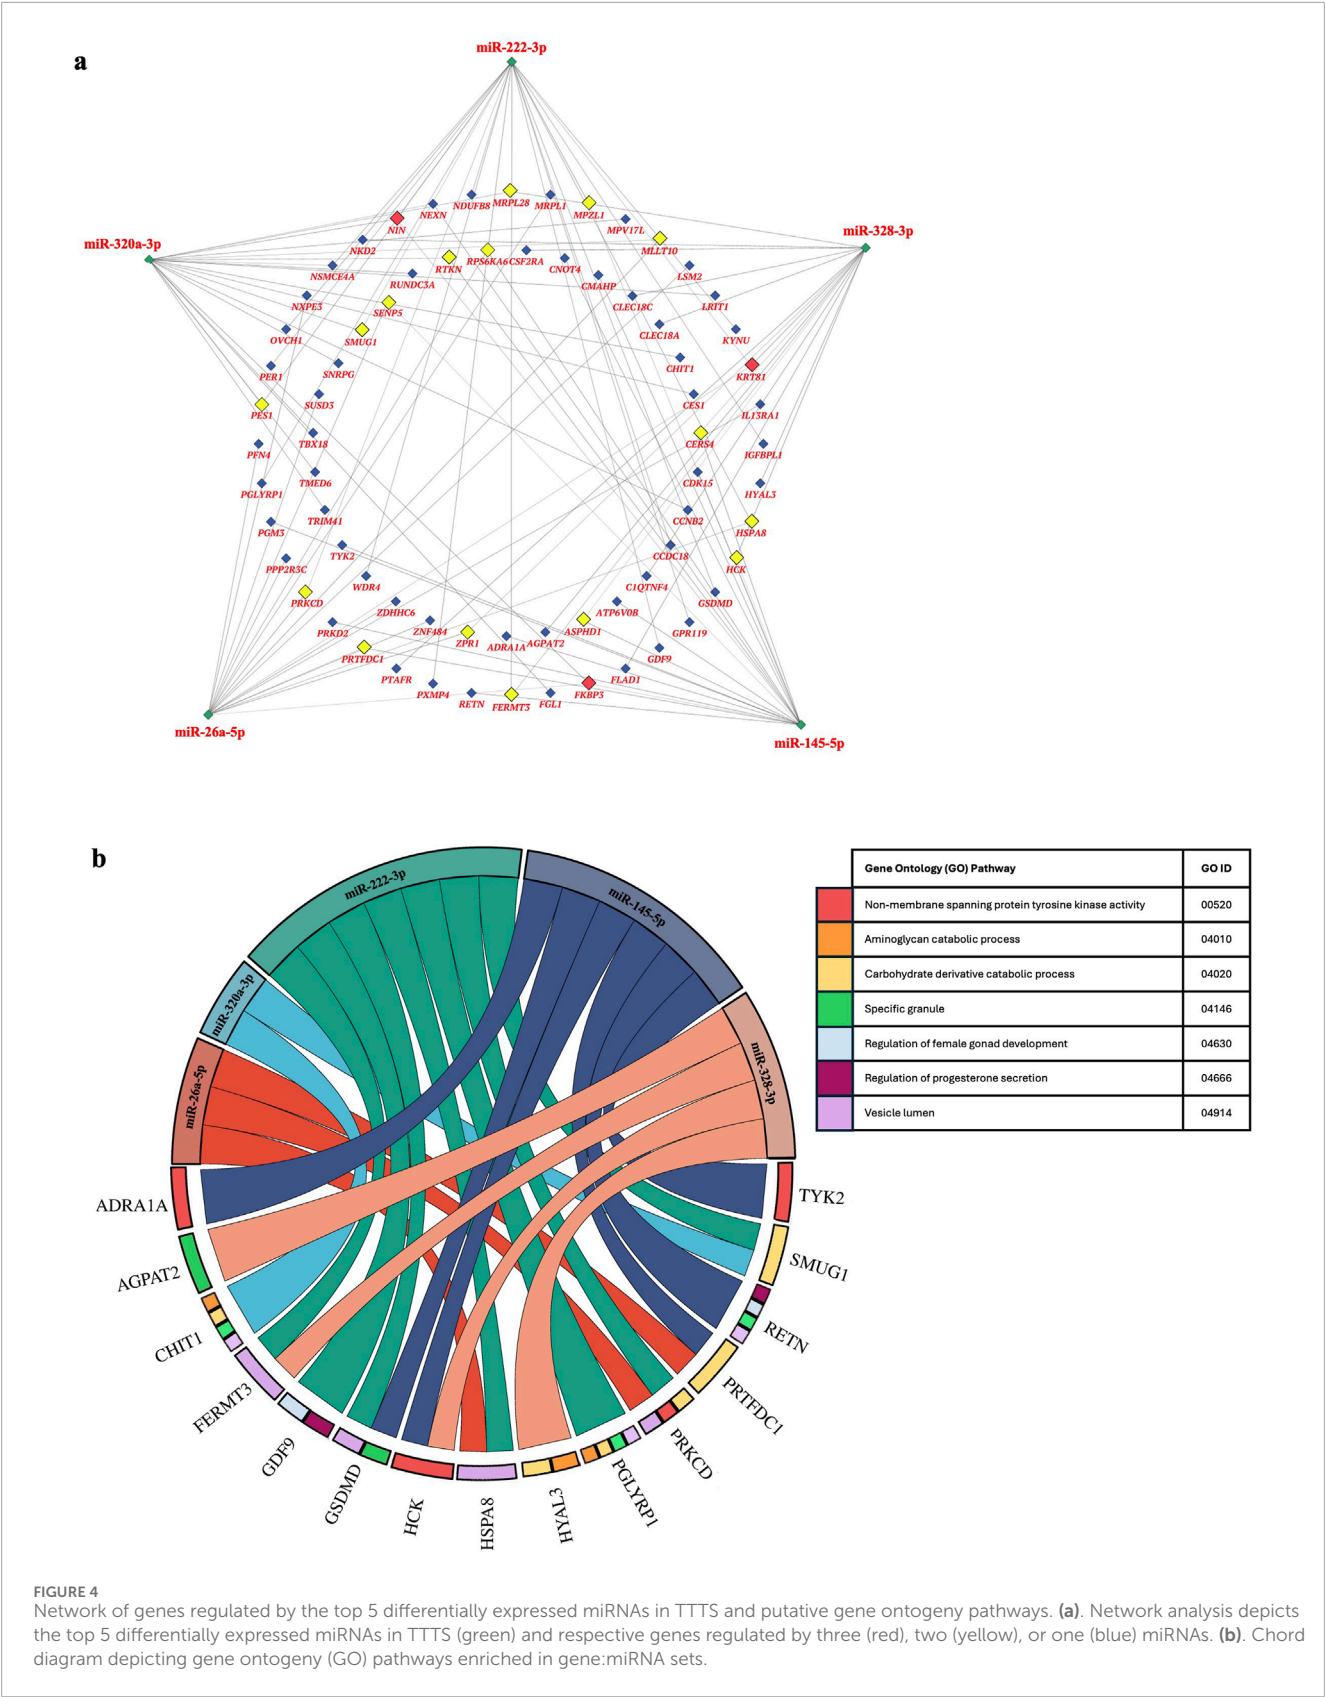 a
miR-222-3p
miR-320a-3p
miR-328-3p
NIN
NEXN
NDUFB8
MRPL28
MRPL1
MPZL1
MPV17L
NKD2
RTKN
RPS6KA6
CSF2RA
CNOT4
MLLT10
NSMCE4A
RUNDC3A
CMAHP
LSM2
NXPE3
SENP5
CLEC18C
LRIT1
OVCH1
SMUG1
CLEC18A
KYNU
PER1
SNRPG
CHIT1
KRT81
PES1
SUSD3
CES1
IL13RA1
PFN4
TBX18
CERS4
IGFBPL1
PGLYRP1
TMED6
CDK15
HYAL3
PGM3
TRIM41
CCNB2
HSPA8
PPP2R3C
TYK2
CCDC18
HCK
PRKCD
WDR4
C1QTNF4
GSDMD
PRKD2
ZDHHC6
ZNF484
ZPR1
ADRA1A
AGPAT2
ASPHD1
ATP6V0B
GPR119
PRTFDC1
GDF9
PTAFR
PXMP4
RETN
FERMT3
FGL1
FKBP3
FLAD1
miR-26a-5p
miR-145-5p
b
miR-222-3p
miR-145-5p
miR-320a-3p
miR-26a-5p
miR-328-3p
ADRA1A
AGPAT2
CHIT1
FERMT3
GDF9
GSDMD
HCK
HSPA8
HYAL3
PGLYRP1
PRKCD
PRTFDC1
RETN
SMUG1
TYK2
Gene Ontology (GO) Pathway GO ID
Non-membrane spanning protein tyrosine kinase activity 00520
Aminoglycan catabolic process 04010
Carbohydrate derivative catabolic process 04020
Specific granule 04146
Regulation of female gonad development 04630
Regulation of progesterone secretion 04666
Vesicle lumen 04914
FIGURE 4
Network of genes regulated by the top 5 differentially expressed miRNAs in TTTS and putative gene ontogeny pathways. (a). Network analysis depicts
the top 5 differentially expressed miRNAs in TTTS (green) and respective genes regulated by three (red), two (yellow), or one (blue) miRNAs. (b). Chord
diagram depicting gene ontogeny (GO) pathways enriched in gene:miRNA sets.